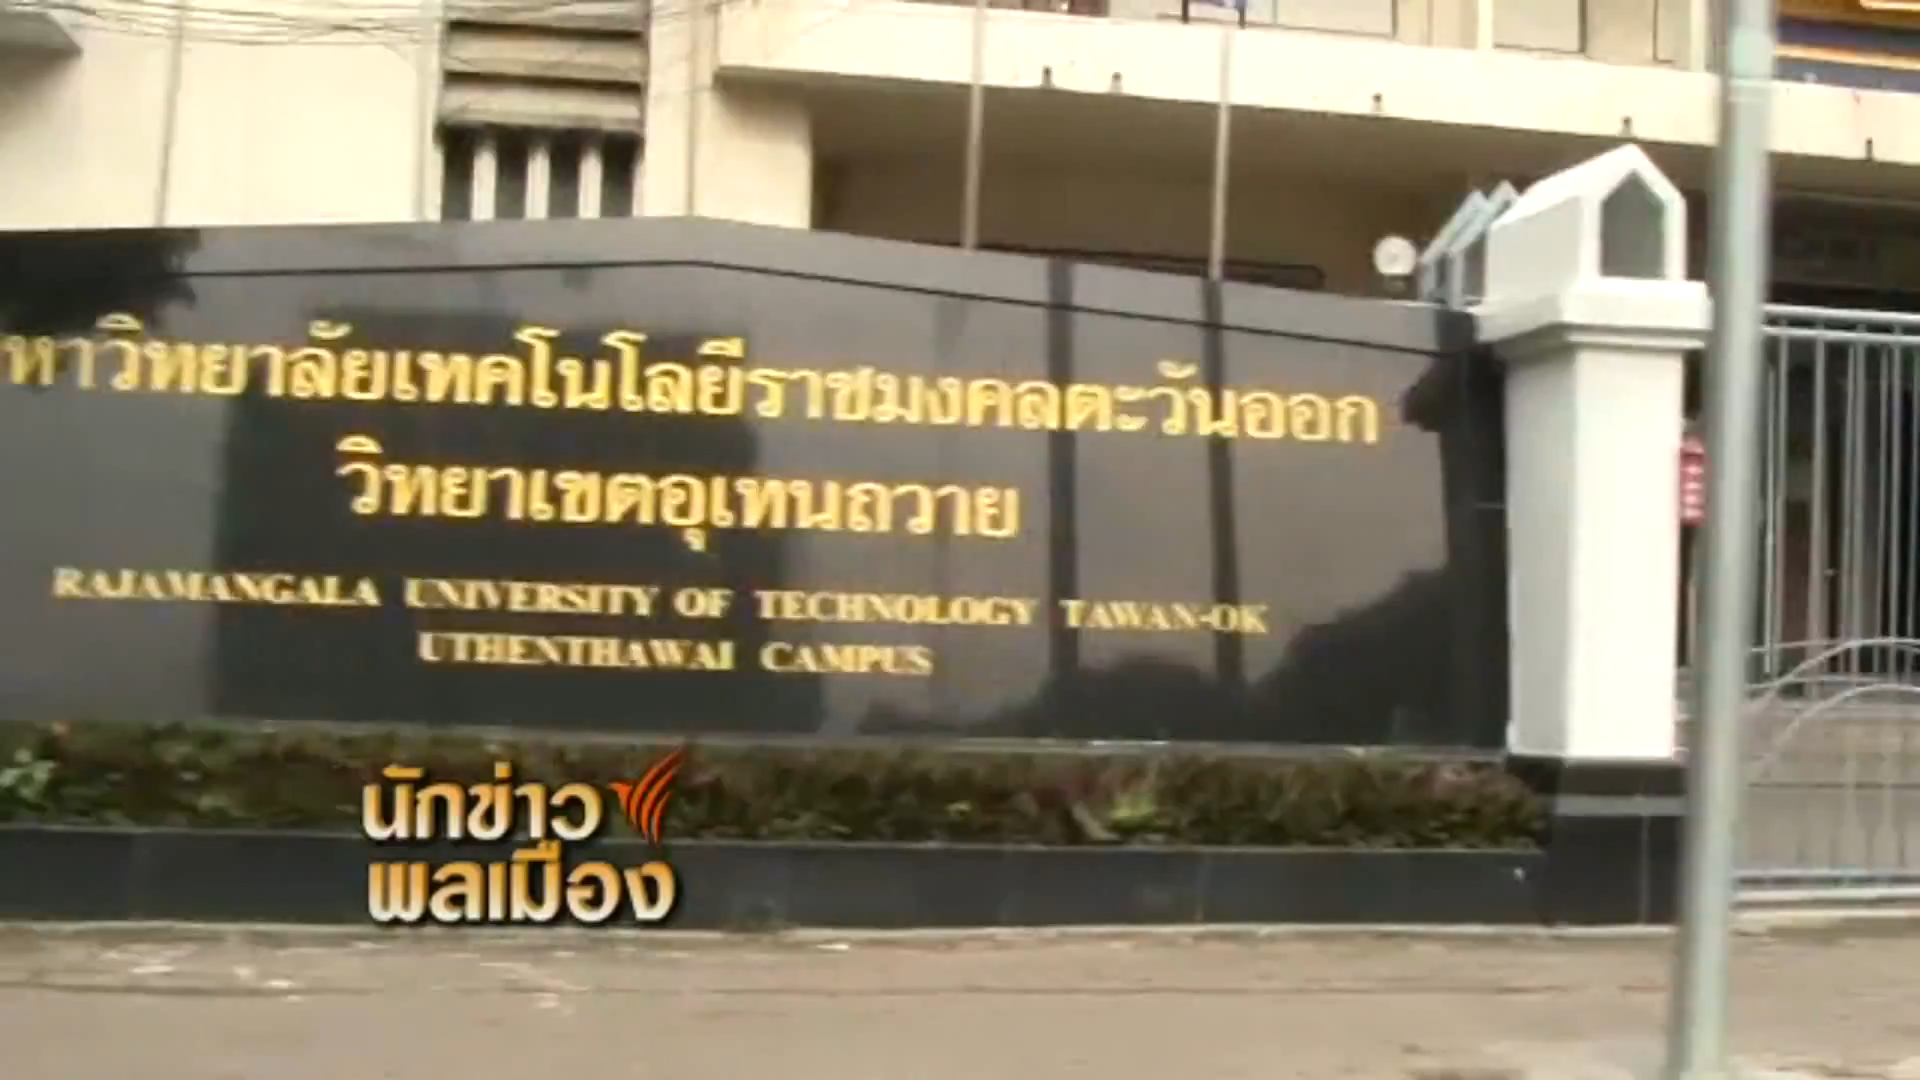 มหาวิทยาลัยเทคโนโลยีราชมงคลตะวันออก
วิทยาเขตอุเทนถวาย
RAJAMANGALA UNIVERSITY OF TECHNOLOGY TAWAN-OK
UTHENTHAWAI CAMPUS
นักข่าว
พลเมือง